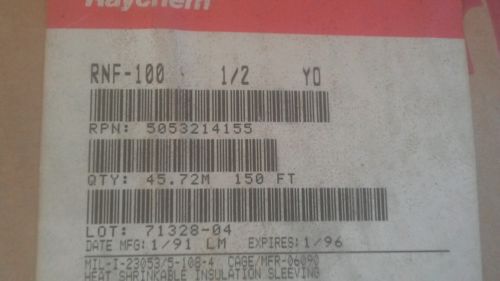 Raychem
RNF-100 1/2 YO
RPN: 5053214155
QTY: 45.72M 150 FT
LOT: 71328-04
DATE MFG:1/91 LM EXPIRES:1/96
MIL-I-23053/5-108-4 CAGE/MFR-06090
HEAT SHRINKABLE INSULATION SLEEVING